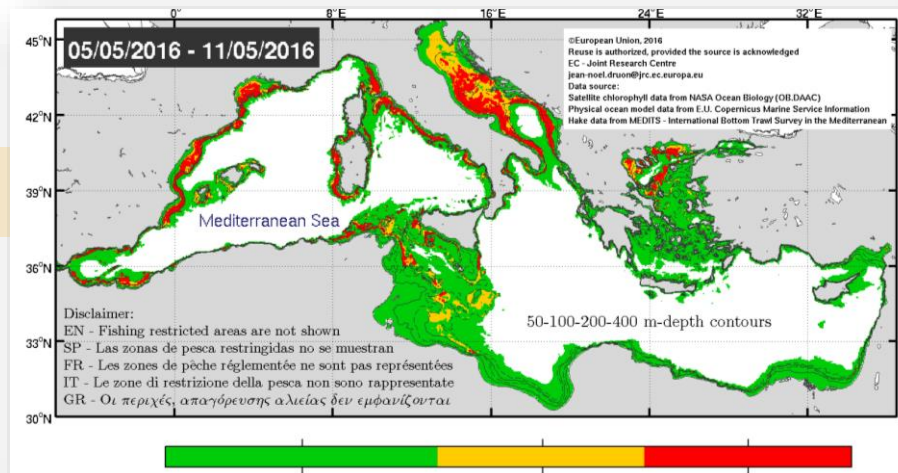 0° 8°E 16°E 24°E 32°E
45°N
05/05/2016 - 11/05/2016
©European Union, 2016
Reuse is authorized, provided the source is acknowledged
EC - Joint Research Centre
jean-noel.druon@jrc.ec.europa.eu
Data source:
Satellite chlorophyll data from NASA Ocean Biology (OB.DAAC)
Physical ocean model data from E.U. Copernicus Marine Service Information
Hake data from MEDITS - International Bottom Trawl Survey in the Mediterranean
42°N
39°N
Mediterranean Sea
36°N
Disclaimer:
EN - Fishing restricted areas are not shown
SP - Las zonas de pesca restringidas no se muestran
FR - Les zones de pêche réglementée ne sont pas représentées
IT - Le zone di restrizione della pesca non sono rappresentate
GR - Οι περιχές, απαγόρευσης αλιείας δεν εμφανίζονται
50-100-200-400 m-depth contours
33°N
30°N